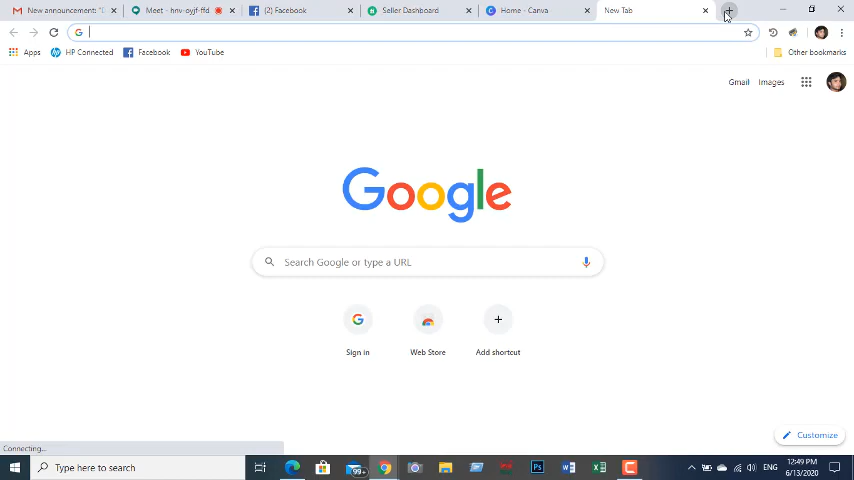 New announcement: "D
Meet - hnv-oyjf-ffd
(2) Facebook
Seller Dashboard
Home - Canva
New Tab
Apps
HP Connected
Facebook
YouTube
Other bookmarks
Gmail
Images
Google
Search Google or type a URL
Sign in
Web Store
Add shortcut
Customize
Connecting...
Type here to search
99+
Ps
ENG
12:49 PM
6/13/2020